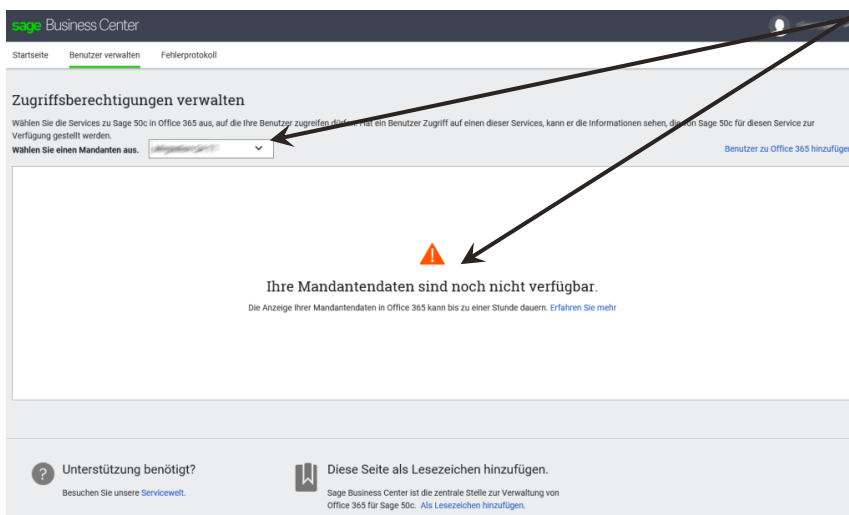 sage Business Center
Startseite Benutzer verwalten Fehlerprotokoll
Zugriffsberechtigungen verwalten
Wählen Sie die Services zu Sage 50c in Office 365 aus, auf die Ihre Benutzer zugreifen dürfen. Hat ein Benutzer Zugriff auf einen dieser Services, kann er die Informationen sehen, die von Sage 50c für diesen Service zur
Verfügung gestellt werden.
Wählen Sie einen Mandanten aus.
Benutzer zu Office 365 hinzufügen
Ihre Mandantendaten sind noch nicht verfügbar.
Die Anzeige Ihrer Mandantendaten in Office 365 kann bis zu einer Stunde dauern. Erfahren Sie mehr
Unterstützung benötigt?
Besuchen Sie unsere Servicewelt.
Diese Seite als Lesezeichen hinzufügen.
Sage Business Center ist die zentrale Stelle zur Verwaltung von
Office 365 für Sage 50c. Als Lesezeichen hinzufügen.